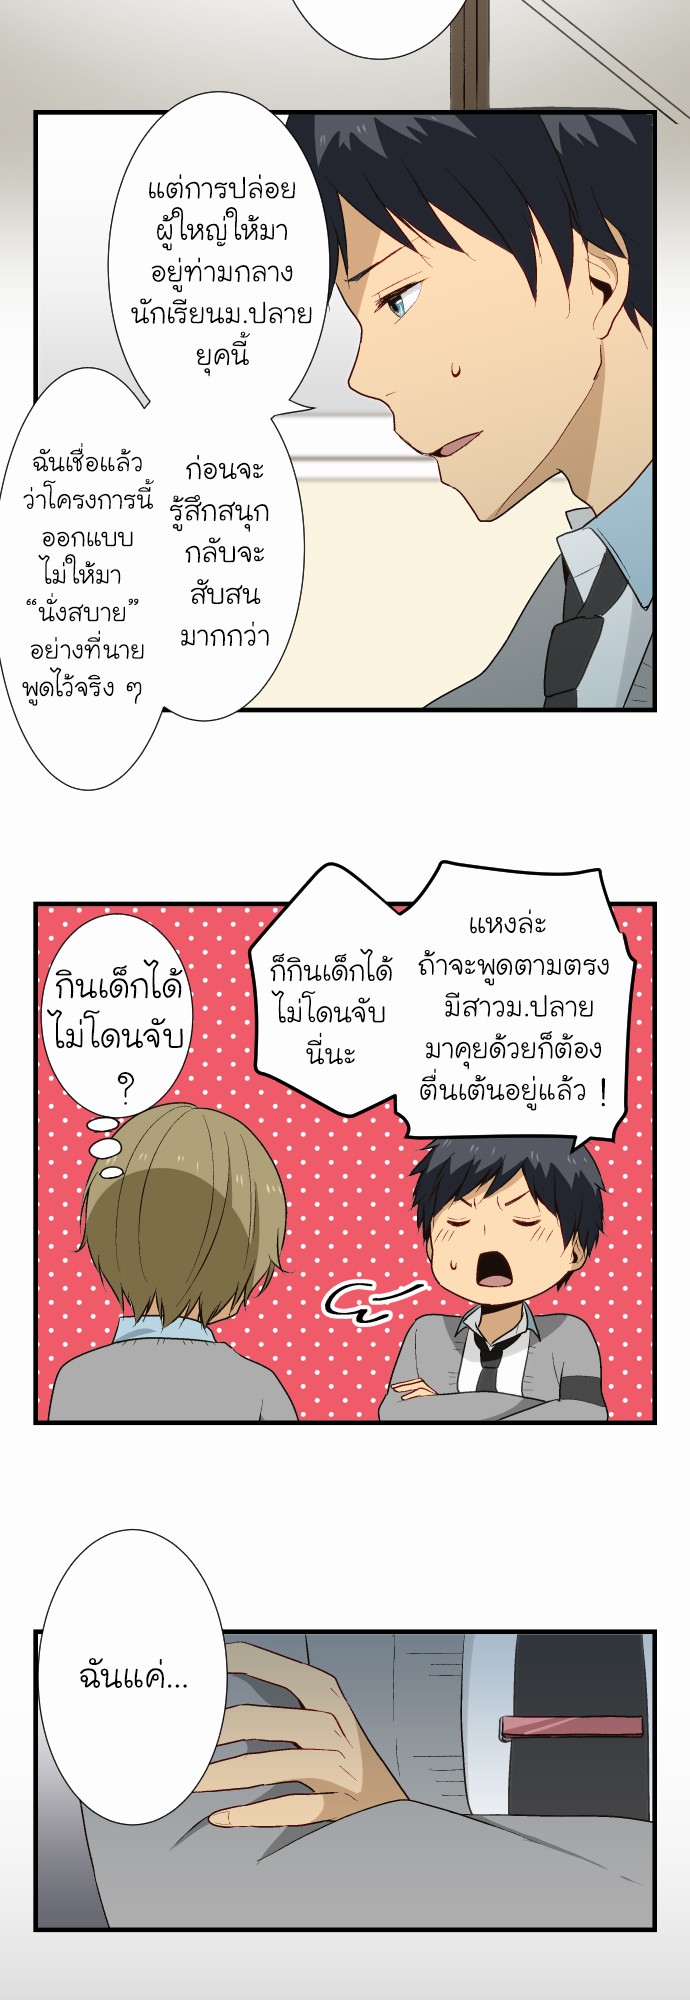 แต่การปล่อย
ผู้ใหญ่ให้มา
อยู่ท่ามกลาง
นักเรียนม.ปลาย
ยุคนี้
ก่อนจะ
รู้สึกสนุก
กลับจะ
สับสน
มากกว่า
ฉันเชื่อแล้ว
ว่าโครงการนี้
ออกแบบ
ไม่ให้มา
“นั่งสบาย”
อย่างที่นาย
พูดไว้จริง ๆ
แหงล่ะ
ถ้าจะพูดตามตรง
มีสาวม.ปลาย
มาคุยด้วยก็ต้อง
ตื่นเต้นอยู่แล้ว !
ก็กินเด็กได้
ไม่โดนจับ
นี่นะ
กินเด็กได้
ไม่โดนจับ
?
ฉันแค่...